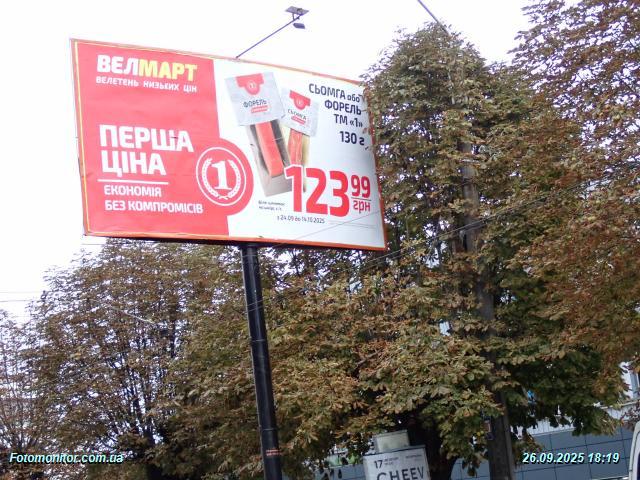 ВЕЛМАРТ
ВЕЛЕТЕНЬ НИЗЬКИХ ЦІН
ПЕРША
ЦІНА
ЕКОНОМІЯ
БЕЗ КОМПРОМІСІВ
1
ФОРЕЛЬ
СЬОМГА
СЬОМГА або
ФОРЕЛЬ
ТМ «1»
130 г
123 99
грн
з 24.09 до 14.10.2025
17
CHEEV
Fotomonitor.com.ua
26.09.2025 18:19